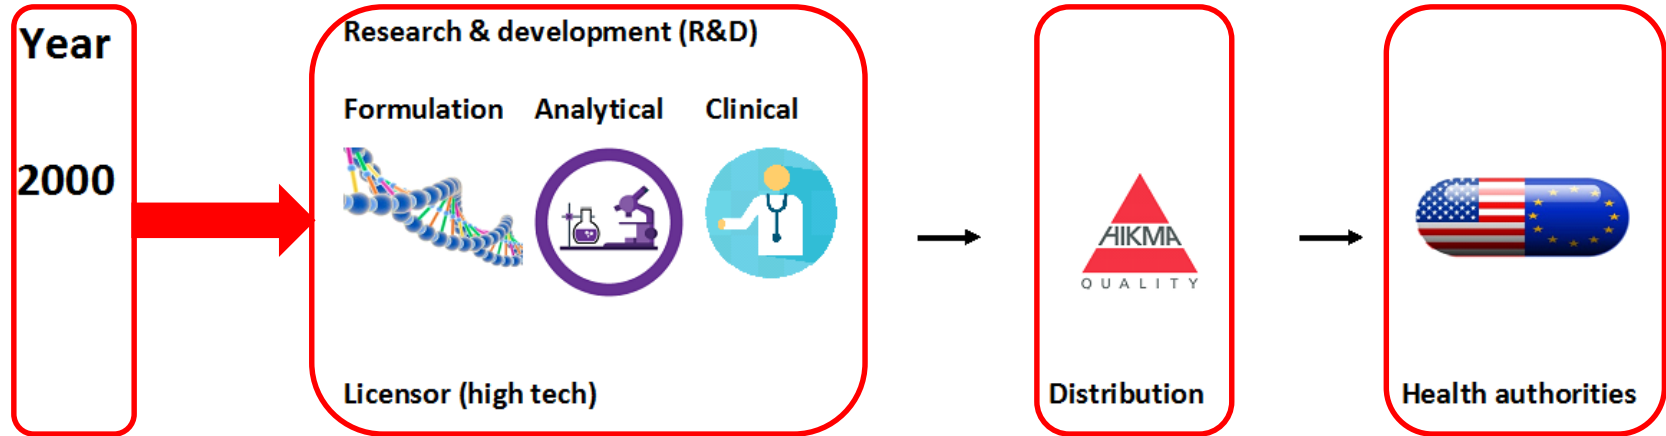 Year
2000
Research & development (R&D)
Formulation Analytical Clinical
Licensor (high tech)
HIKMA
QUALITY
Distribution
Health authorities